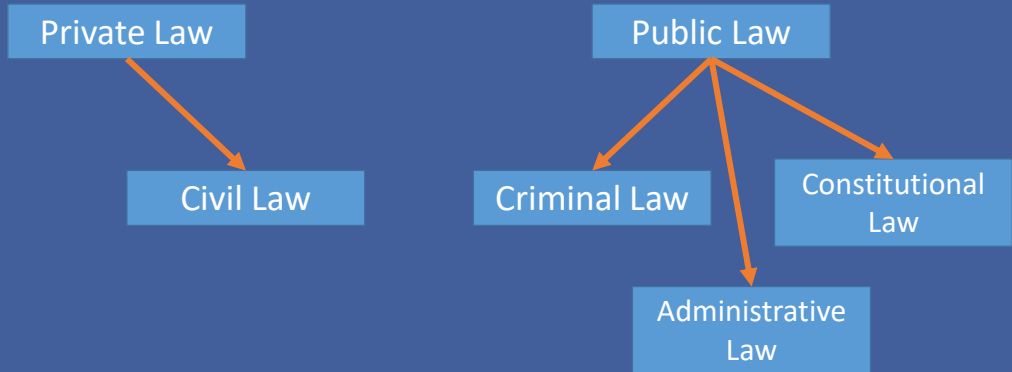 Private Law
Public Law
Civil Law
Criminal Law
Constitutional
Law
Administrative
Law